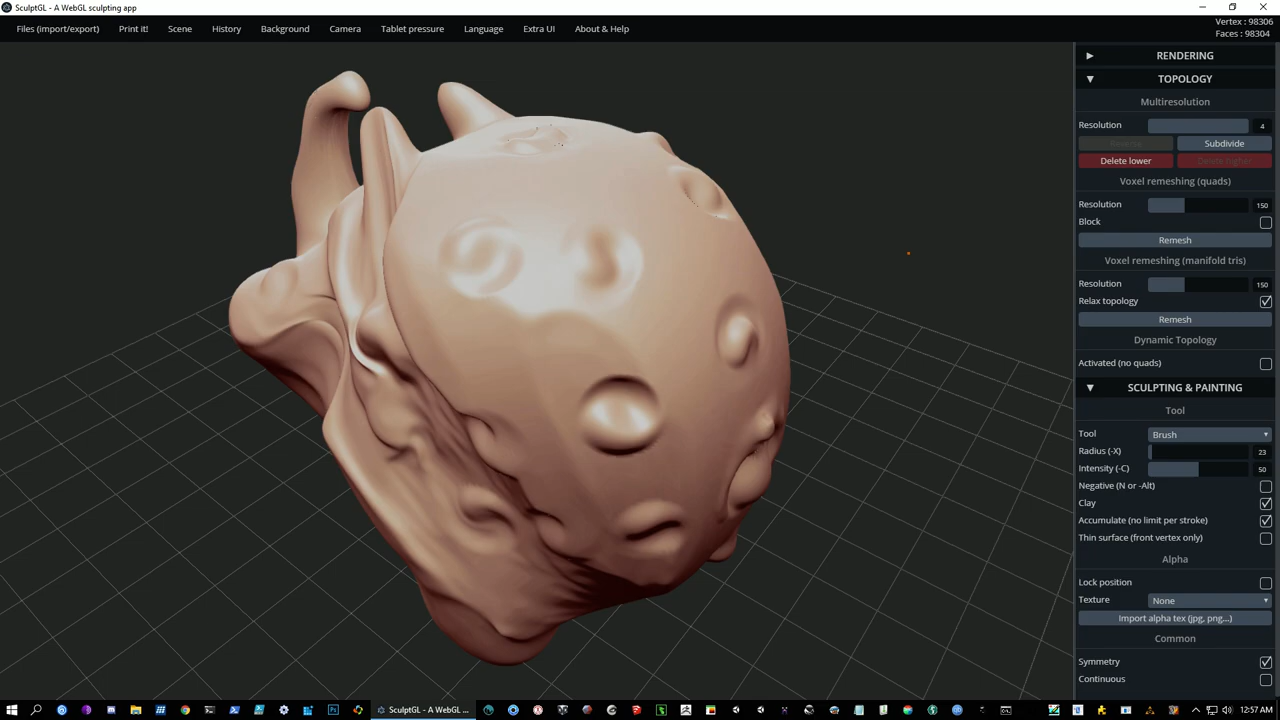 SculptGL - A WebGL sculpting app
Files (import/export) Print it! Scene History Background Camera Tablet pressure Language Extra UI About & Help
Vertex : 98306
Faces : 98304
RENDERING
TOPOLOGY
Multiresolution
Resolution 4
Reverse Subdivide
Delete lower Delete higher
Voxel remeshing (quads)
Resolution 150
Block
Remesh
Voxel remeshing (manifold tris)
Resolution 150
Relax topology
Remesh
Dynamic Topology
Activated (no quads)
SCULPTING & PAINTING
Tool
Tool Brush
Radius (-X) 23
Intensity (-C) 50
Negative (N or -Alt)
Clay
Accumulate (no limit per stroke)
Thin surface (front vertex only)
Alpha
Lock position
Texture None
Import alpha tex (jpg, png...)
Common
Symmetry
Continuous
SculptGL - A WebGL ...
12:57 AM